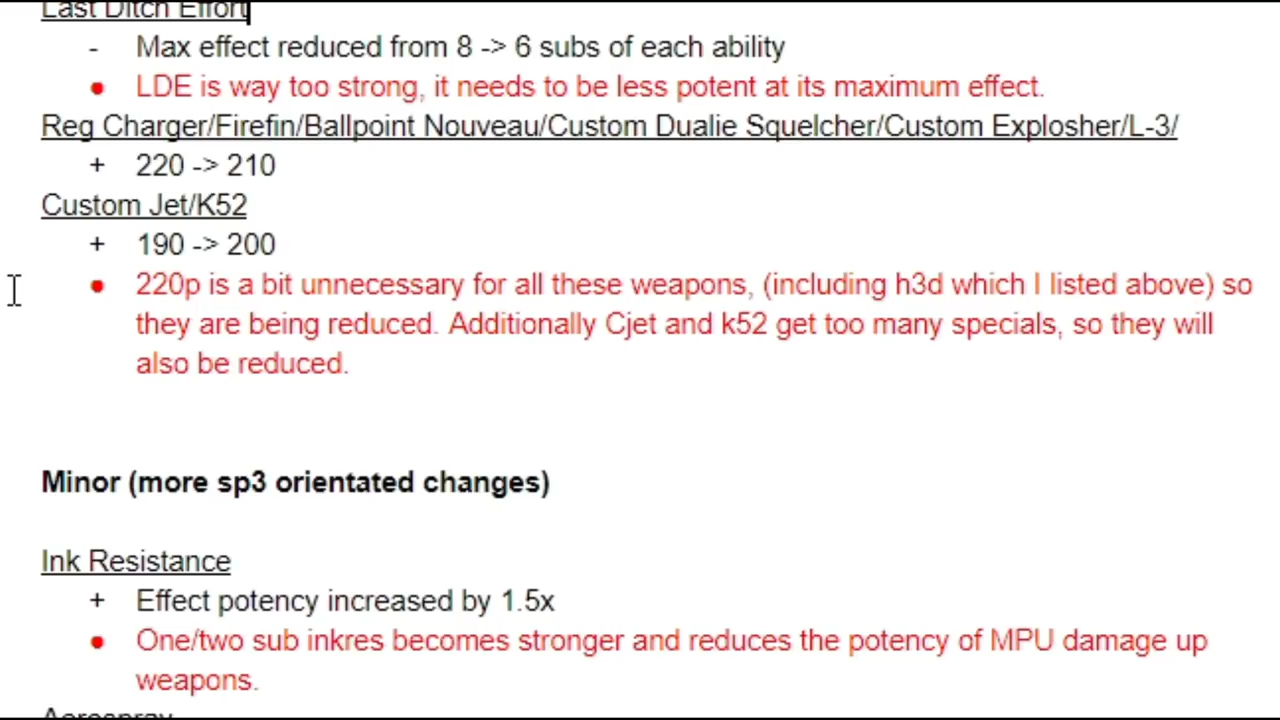 Last Ditch Effort
- Max effect reduced from 8 -> 6 subs of each ability
● LDE is way too strong, it needs to be less potent at its maximum effect.
Reg Charger/Firefin/Ballpoint Nouveau/Custom Dualie Squelcher/Custom Explosher/L-3/
+ 220 -> 210
Custom Jet/K52
+ 190 -> 200
● 220p is a bit unnecessary for all these weapons, (including h3d which I listed above) so
they are being reduced. Additionally Cjet and k52 get too many specials, so they will
also be reduced.
Minor (more sp3 orientated changes)
Ink Resistance
+ Effect potency increased by 1.5x
● One/two sub inkres becomes stronger and reduces the potency of MPU damage up
weapons.
Aerospray